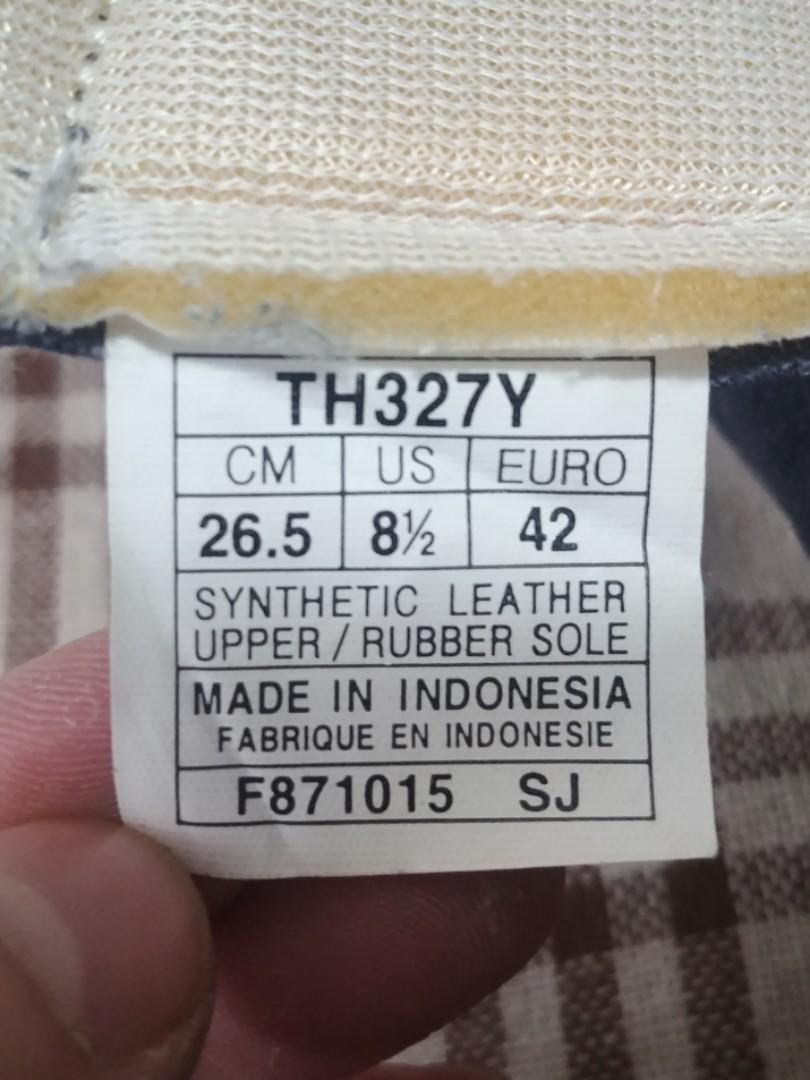 TH327Y
CM US EURO
26.5 8½ 42
SYNTHETIC LEATHER
UPPER / RUBBER SOLE
MADE IN INDONESIA
FABRIQUE EN INDONESIE
F871015 SJ